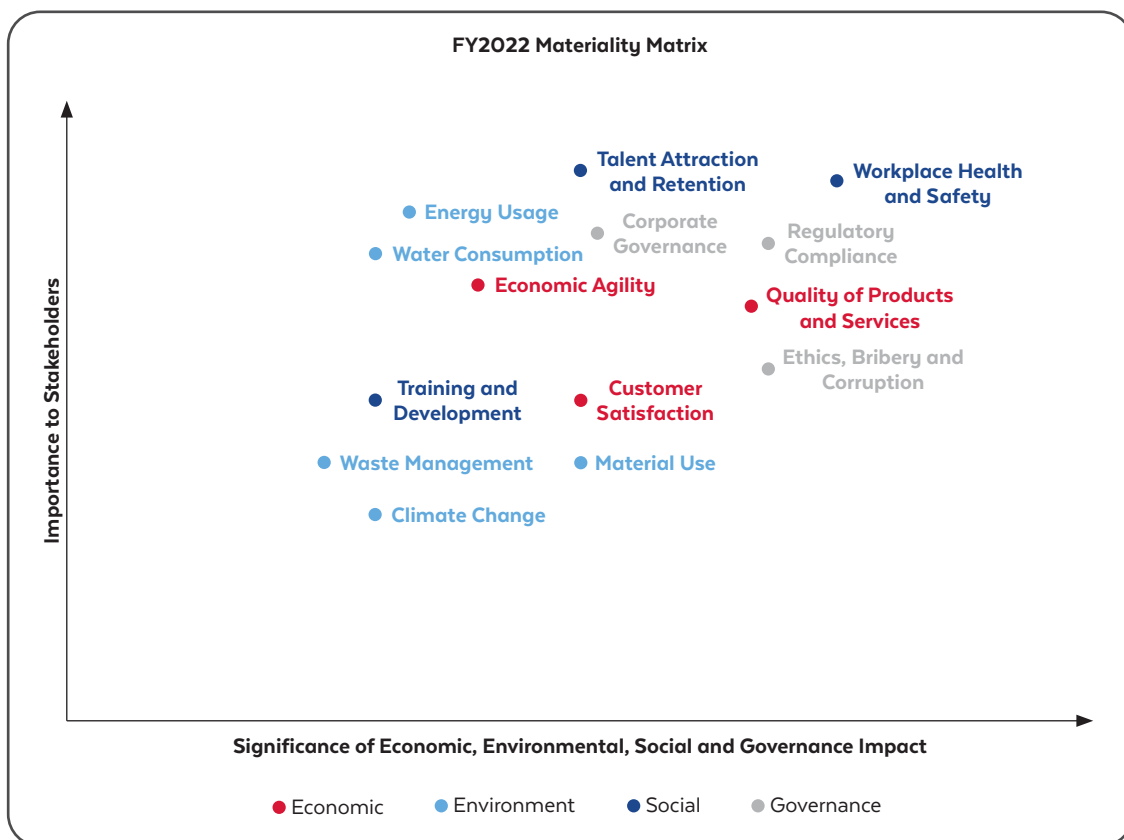 FY2022 Materiality Matrix
Importance to Stakeholders
Talent Attraction
and Retention
Workplace Health
and Safety
Energy Usage
Corporate
Governance
Regulatory
Compliance
Water Consumption
Economic Agility
Quality of Products
and Services
Ethics, Bribery and
Corruption
Training and
Development
Customer
Satisfaction
Waste Management
Material Use
Climate Change
Significance of Economic, Environmental, Social and Governance Impact
Economic
Environment
Social
Governance